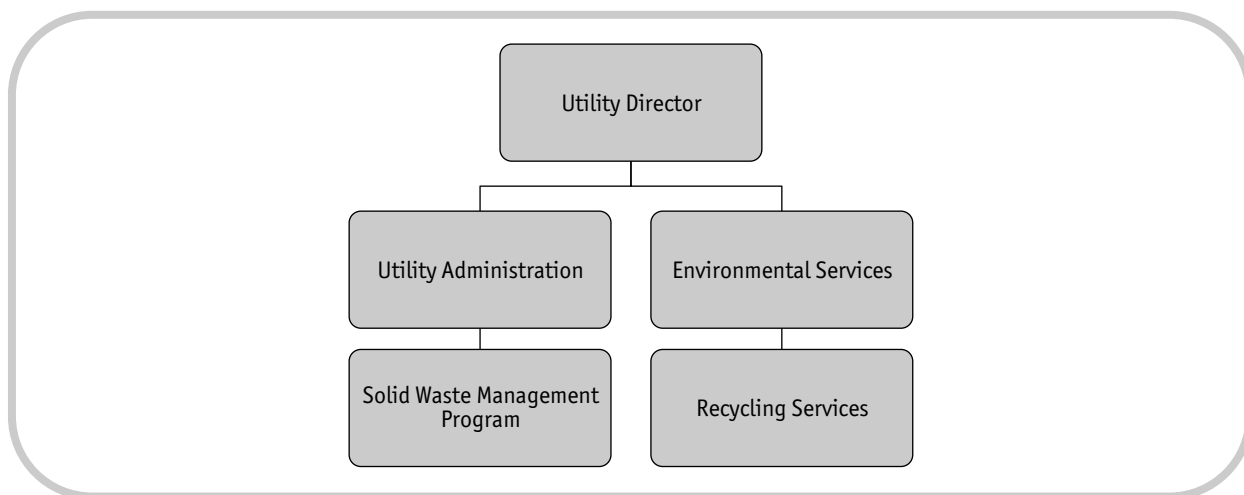 Utility Director
Utility Administration
Environmental Services
Solid Waste Management
Program
Recycling Services